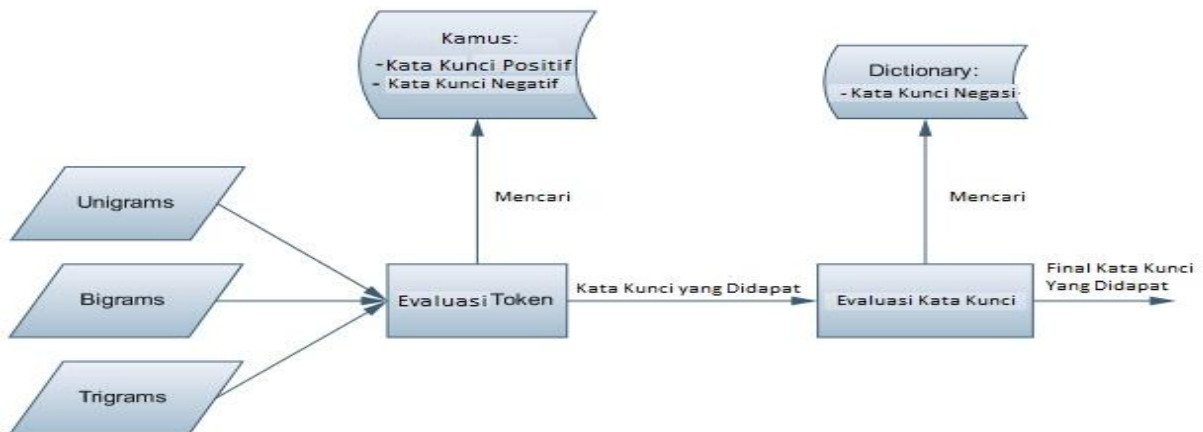 Kamus:
-Kata Kunci Positif
- Kata Kunci Negatif
Dictionary:
- Kata Kunci Negasi
Mencari
Mencari
Unigrams
Bigrams
Trigrams
Evaluasi Token
Kata Kunci yang Didapat
Evaluasi Kata Kunci
Final Kata Kunci
Yang Didapat